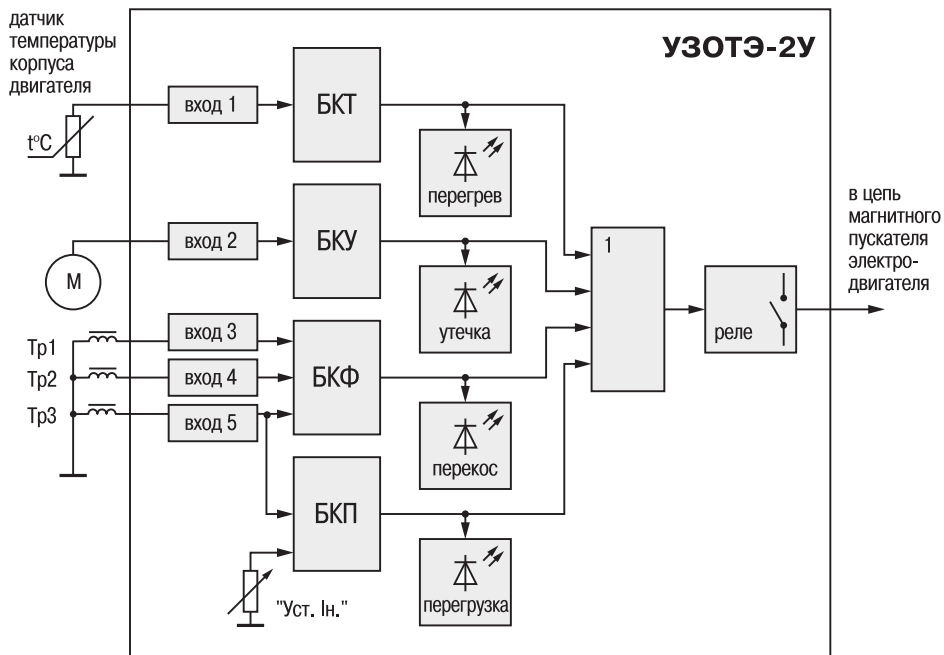 датчик
температуры
корпуса
двигателя
t°C
М
Тр1
Тр2
Тр3
УЗОТЭ-2У
вход 1
БКТ
перегрев
вход 2
БКУ
утечка
вход 3
вход 4
вход 5
БКФ
перекос
БКП
"Уст. Iн."
перегрузка
1
реле
в цепь
магнитного
пускателя
электро-
двигателя